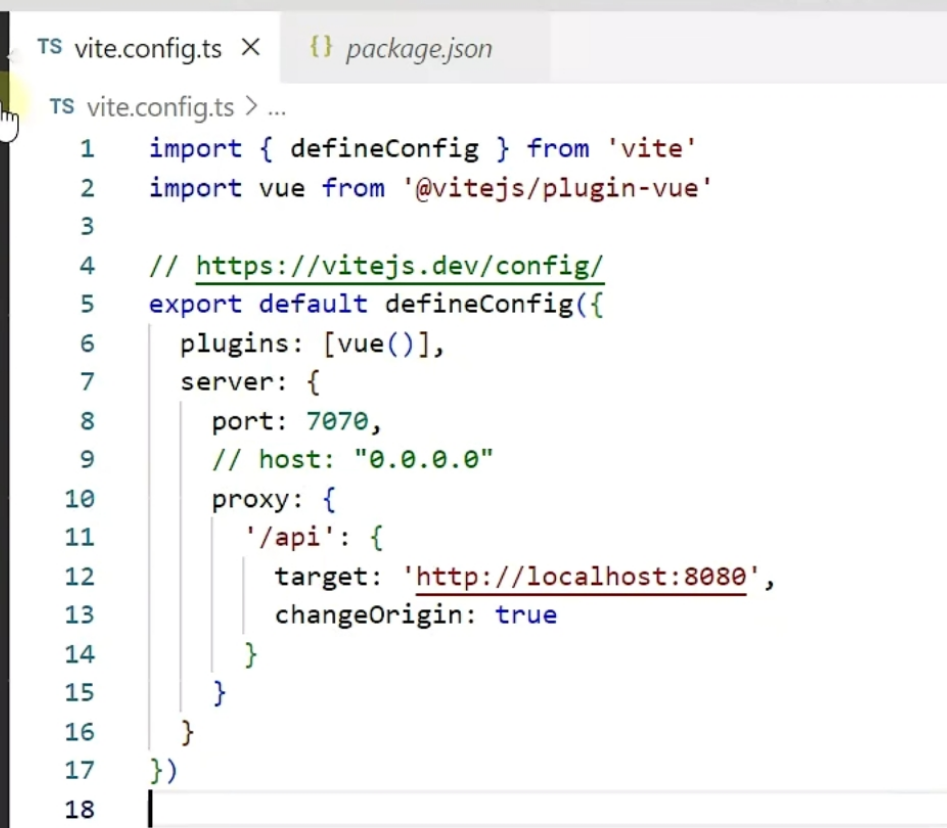 TS vite.config.ts × {} package.json
TS vite.config.ts > ...
1 import { defineConfig } from 'vite'
2 import vue from '@vitejs/plugin-vue'
3
4 // https://vitejs.dev/config/
5 export default defineConfig({
6   plugins: [vue()],
7   server: {
8     port: 7070,
9     // host: "0.0.0.0"
10     proxy: {
11       '/api': {
12         target: 'http://localhost:8080',
13         changeOrigin: true
14       }
15     }
16   }
17 })
18